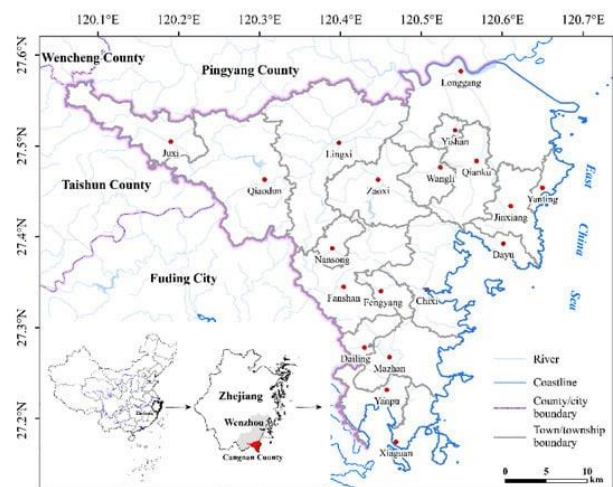 120.1°E 120.2°E 120.3°E 120.4°E 120.5°E 120.6°E 120.7°E
27.6°N
Wencheng County
Pingyang County
Longgang
27.5°N
Juxi
Lingxi
Yishan
Taishun County
Qiaodun
Zaoxi
Wangli
Qianku
Yanting
Jinxiang
East China Sea
27.4°N
Nansong
Dayu
Fuding City
Fanshan
Fengyang
Chixi
27.3°N
Dailing
Mazhan
River
Zhejiang
Coastline
Yanpu
County/city
boundary
27.2°N
Wenzhou
Town/township
boundary
Cangnan County
Xiaguan
0 5 10
km